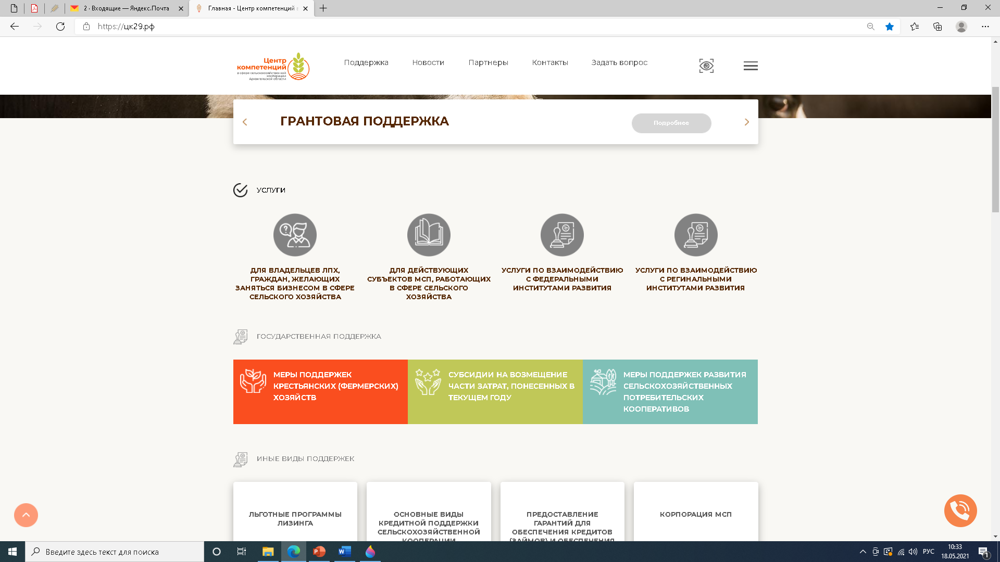 2 · Входящие — Яндекс.Почта
Главная - Центр компетенций в
https://цк29.рф
Центр
компетенций
в сфере сельскохозяйственной
кооперации
Архангельской области
Поддержка
Новости
Партнеры
Контакты
Задать вопрос
ГРАНТОВАЯ ПОДДЕРЖКА
Подробнее
УСЛУГИ
ДЛЯ ВЛАДЕЛЬЦЕВ ЛПХ,
ГРАЖДАН, ЖЕЛАЮЩИХ
ЗАНЯТЬСЯ БИЗНЕСОМ В СФЕРЕ
СЕЛЬСКОГО ХОЗЯЙСТВА
ДЛЯ ДЕЙСТВУЮЩИХ
СУБЪЕКТОВ МСП, РАБОТАЮЩИХ
В СФЕРЕ СЕЛЬСКОГО
ХОЗЯЙСТВА
УСЛУГИ ПО ВЗАИМОДЕЙСТВИЮ
С ФЕДЕРАЛЬНЫМИ
ИНСТИТУТАМИ РАЗВИТИЯ
УСЛУГИ ПО ВЗАИМОДЕЙСТВИЮ
С РЕГИНАЛЬНЫМИ
ИНСТИТУТАМИ РАЗВИТИЯ
ГОСУДАРСТВЕННАЯ ПОДДЕРЖКА
МЕРЫ ПОДДЕРЖЕК
КРЕСТЬЯНСКИХ (ФЕРМЕРСКИХ)
ХОЗЯЙСТВ
СУБСИДИИ НА ВОЗМЕЩЕНИЕ
ЧАСТИ ЗАТРАТ, ПОНЕСЕННЫХ В
ТЕКУЩЕМ ГОДУ
МЕРЫ ПОДДЕРЖЕК РАЗВИТИЯ
СЕЛЬСКОХОЗЯЙСТВЕННЫХ
ПОТРЕБИТЕЛЬСКИХ
КООПЕРАТИВОВ
ИНЫЕ ВИДЫ ПОДДЕРЖЕК
ЛЬГОТНЫЕ ПРОГРАММЫ
ЛИЗИНГА
ОСНОВНЫЕ ВИДЫ
КРЕДИТНОЙ ПОДДЕРЖКИ
СЕЛЬСКОХОЗЯЙСТВЕННОЙ
КООПЕРАЦИИ
ПРЕДОСТАВЛЕНИЕ
ГАРАНТИЙ ДЛЯ
ОБЕСПЕЧЕНИЯ КРЕДИТОВ
(ЗАЙМОВ) И ОБЕСПЕЧЕНИЯ
КОРПОРАЦИЯ МСП
Введите здесь текст для поиска
РУС
10:33
18.05.2021
1